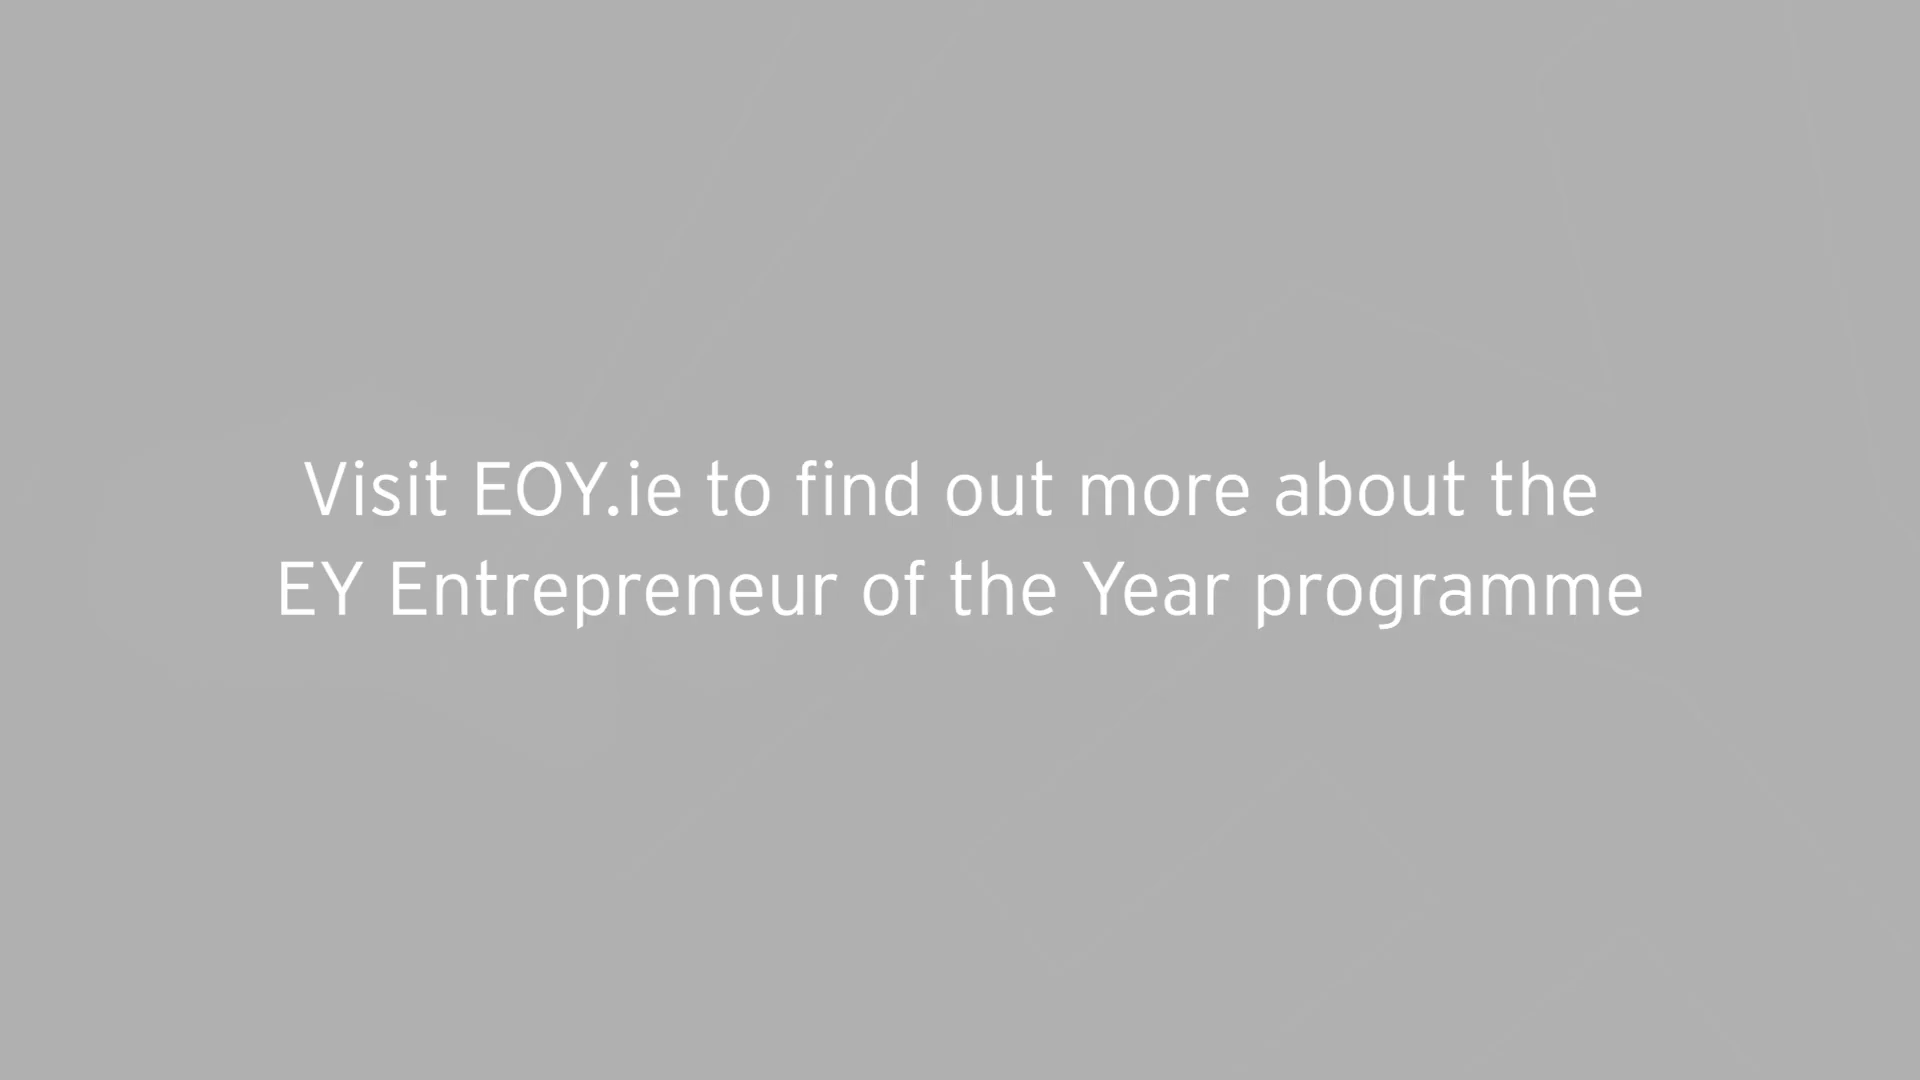 Visit EOY.ie to find out more about the
EY Entrepreneur of the Year programme